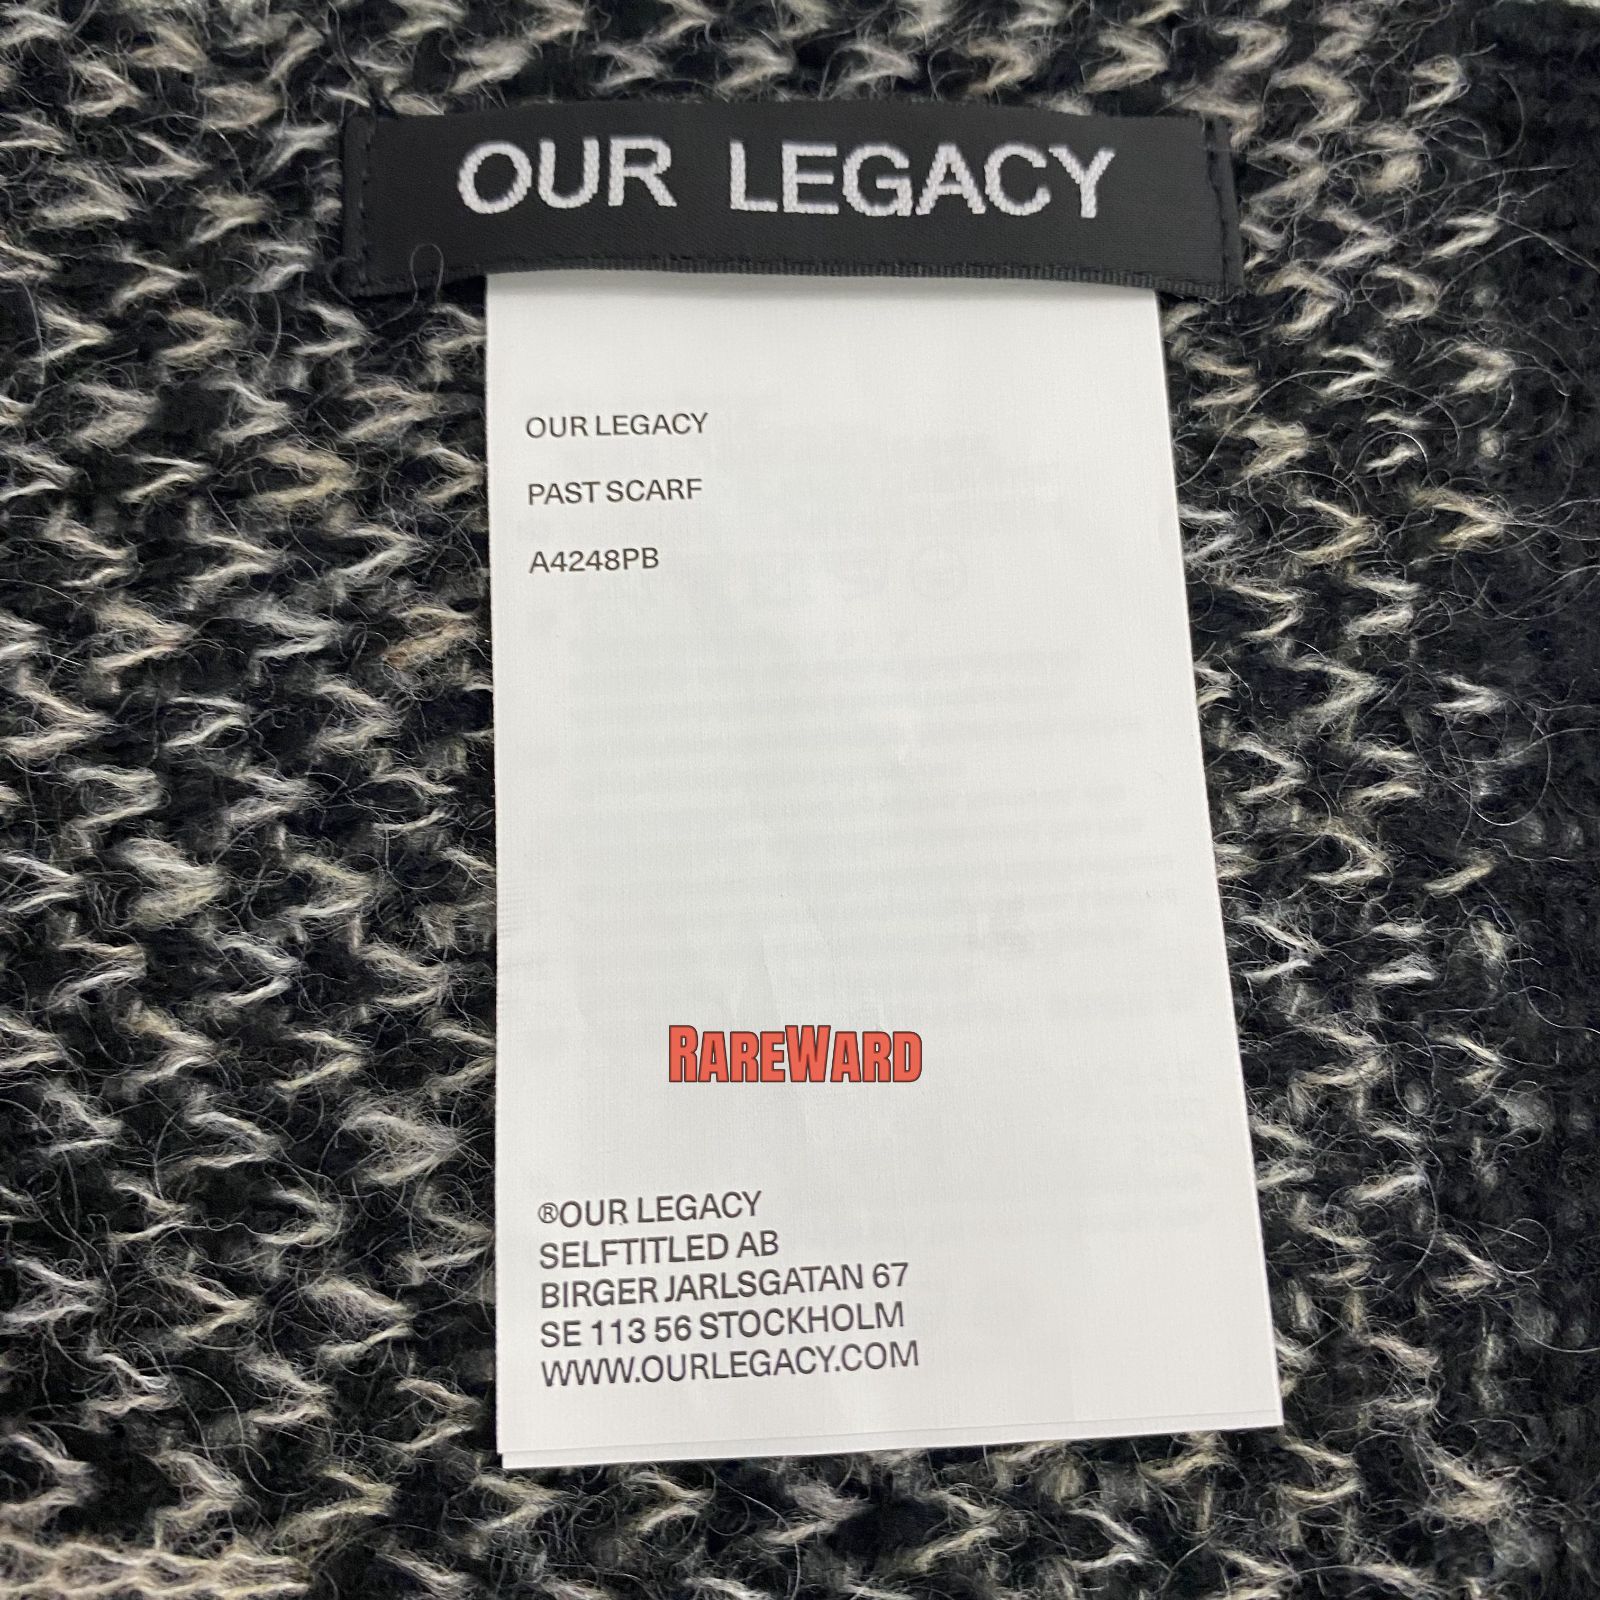 OUR LEGACY
OUR LEGACY
PAST SCARF
A4248PB
RAREWARD
®OUR LEGACY
SELFTITLED AB
BIRGER JARLSGATAN 67
SE 113 56 STOCKHOLM
WWW.OURLEGACY.COM